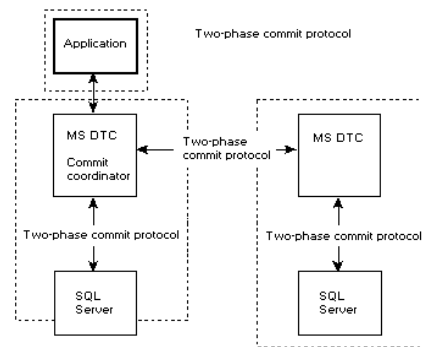 Application
Two-phase commit protocol
MS DTC
Commit
coordinator
Two-phase
commit protocol
MS DTC
Two-phase commit protocol
Two-phase commit protocol
SQL
Server
SQL
Server